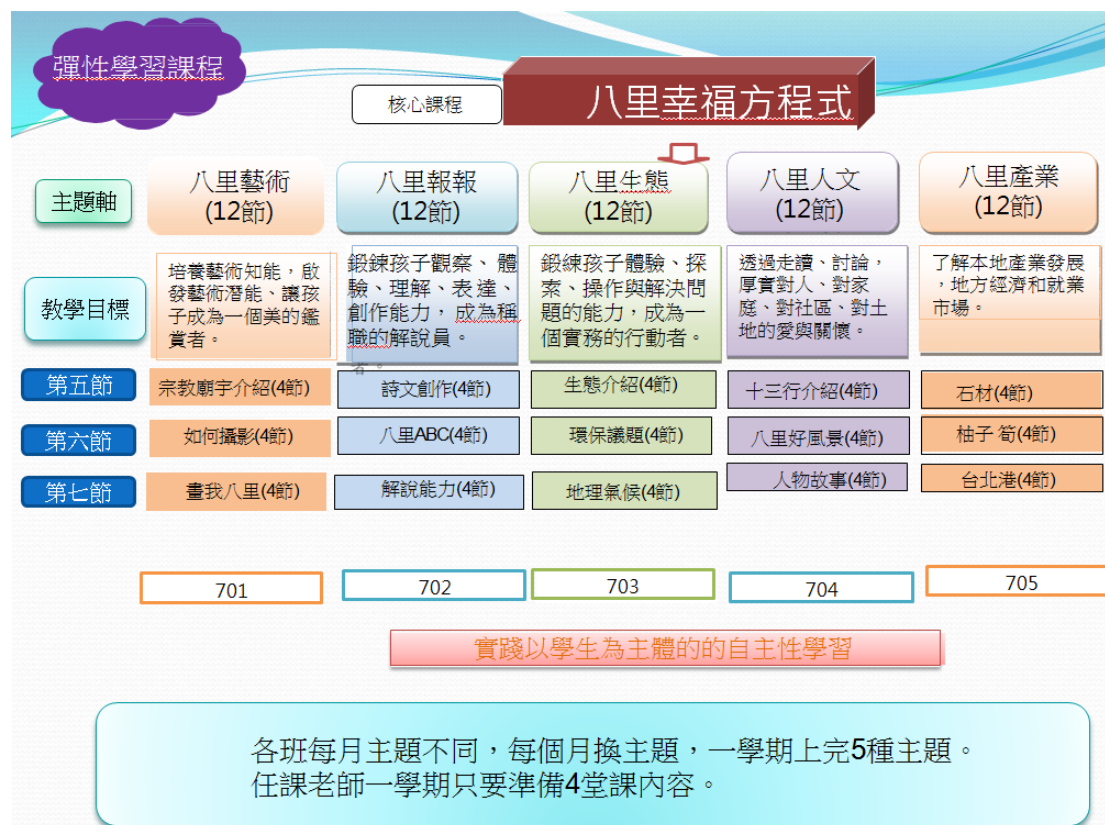 彈性學習課程
核心課程
八里幸福方程式
主題軸
八里藝術
(12節)
八里報報
(12節)
八里生態
(12節)
八里人文
(12節)
八里產業
(12節)
教學目標
培養藝術知能，啟
發藝術潛能、讓孩
子成為一個美的鑑
賞者。
鍛鍊孩子觀察、體
驗、理解、表達、
創作能力，成為稱
職的解說員。
者。
鍛練孩子體驗、探
索、操作與解決問
題的能力，成為一
個實務的行動者。
透過走讀、討論，
厚實對人、對家
庭、對社區、對土
地的愛與關懷。
了解本地產業發展
，地方經濟和就業
市場。
第五節
宗教廟宇介紹(4節)
詩文創作(4節)
生態介紹(4節)
十三行介紹(4節)
石材(4節)
第六節
如何攝影(4節)
八里ABC(4節)
環保議題(4節)
八里好風景(4節)
柚子 筍(4節)
第七節
畫我八里(4節)
解說能力(4節)
地理氣候(4節)
人物故事(4節)
台北港(4節)
701
702
703
704
705
實踐以學生為主體的的自主性學習
各班每月主題不同，每個月換主題，一學期上完5種主題。
任課老師一學期只要準備4堂課內容。